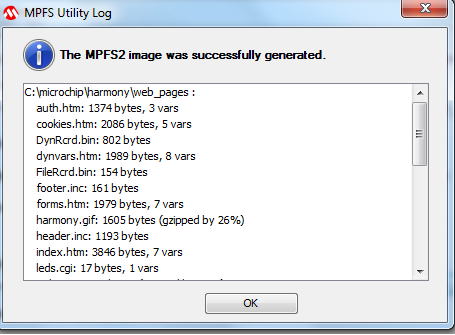 MPFS Utility Log
The MPFS2 image was successfully generated.
C:\microchip\harmony\web_pages :
auth.htm: 1374 bytes, 3 vars
cookies.htm: 2086 bytes, 5 vars
DynRcrd.bin: 802 bytes
dynvars.htm: 1989 bytes, 8 vars
FileRcrd.bin: 154 bytes
footer.inc: 161 bytes
forms.htm: 1979 bytes, 7 vars
harmony.gif: 1605 bytes (gzipped by 26%)
header.inc: 1193 bytes
index.htm: 3846 bytes, 7 vars
leds.cgi: 17 bytes, 1 vars
OK